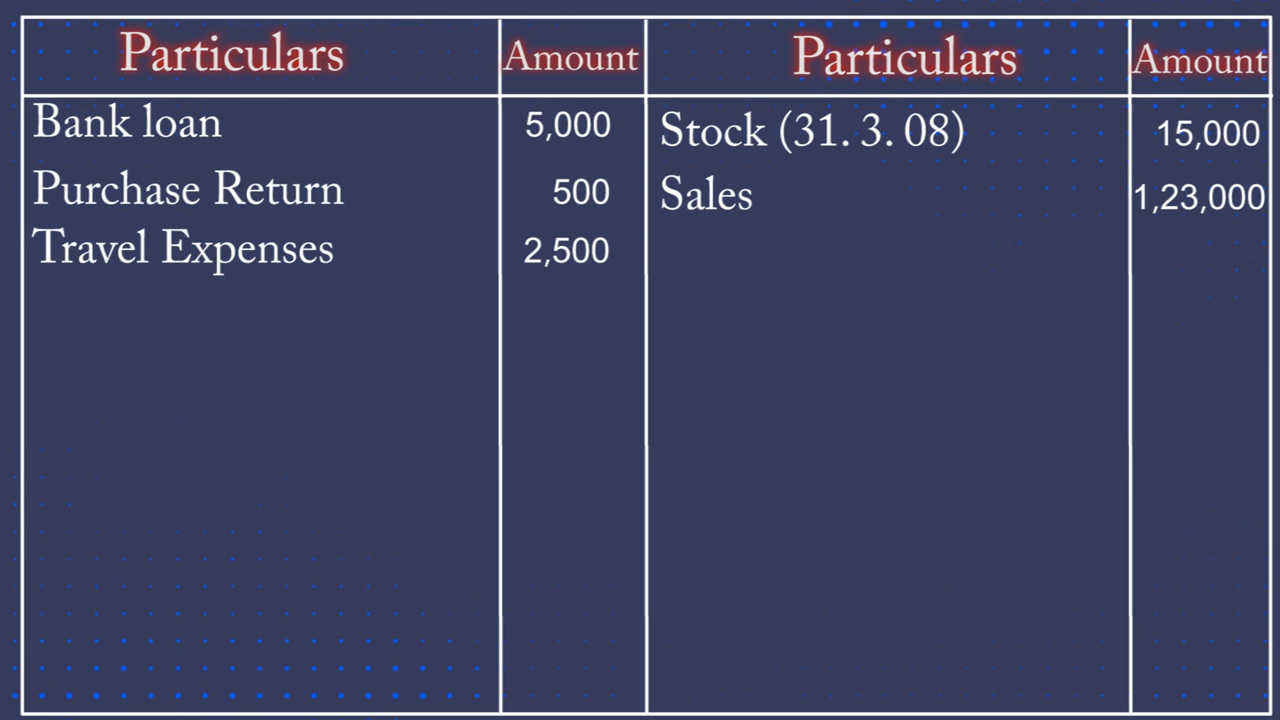 Particulars Amount Particulars Amount
Bank loan 5,000 Stock (31. 3. 08) 15,000
Purchase Return 500 Sales 1,23,000
Travel Expenses 2,500